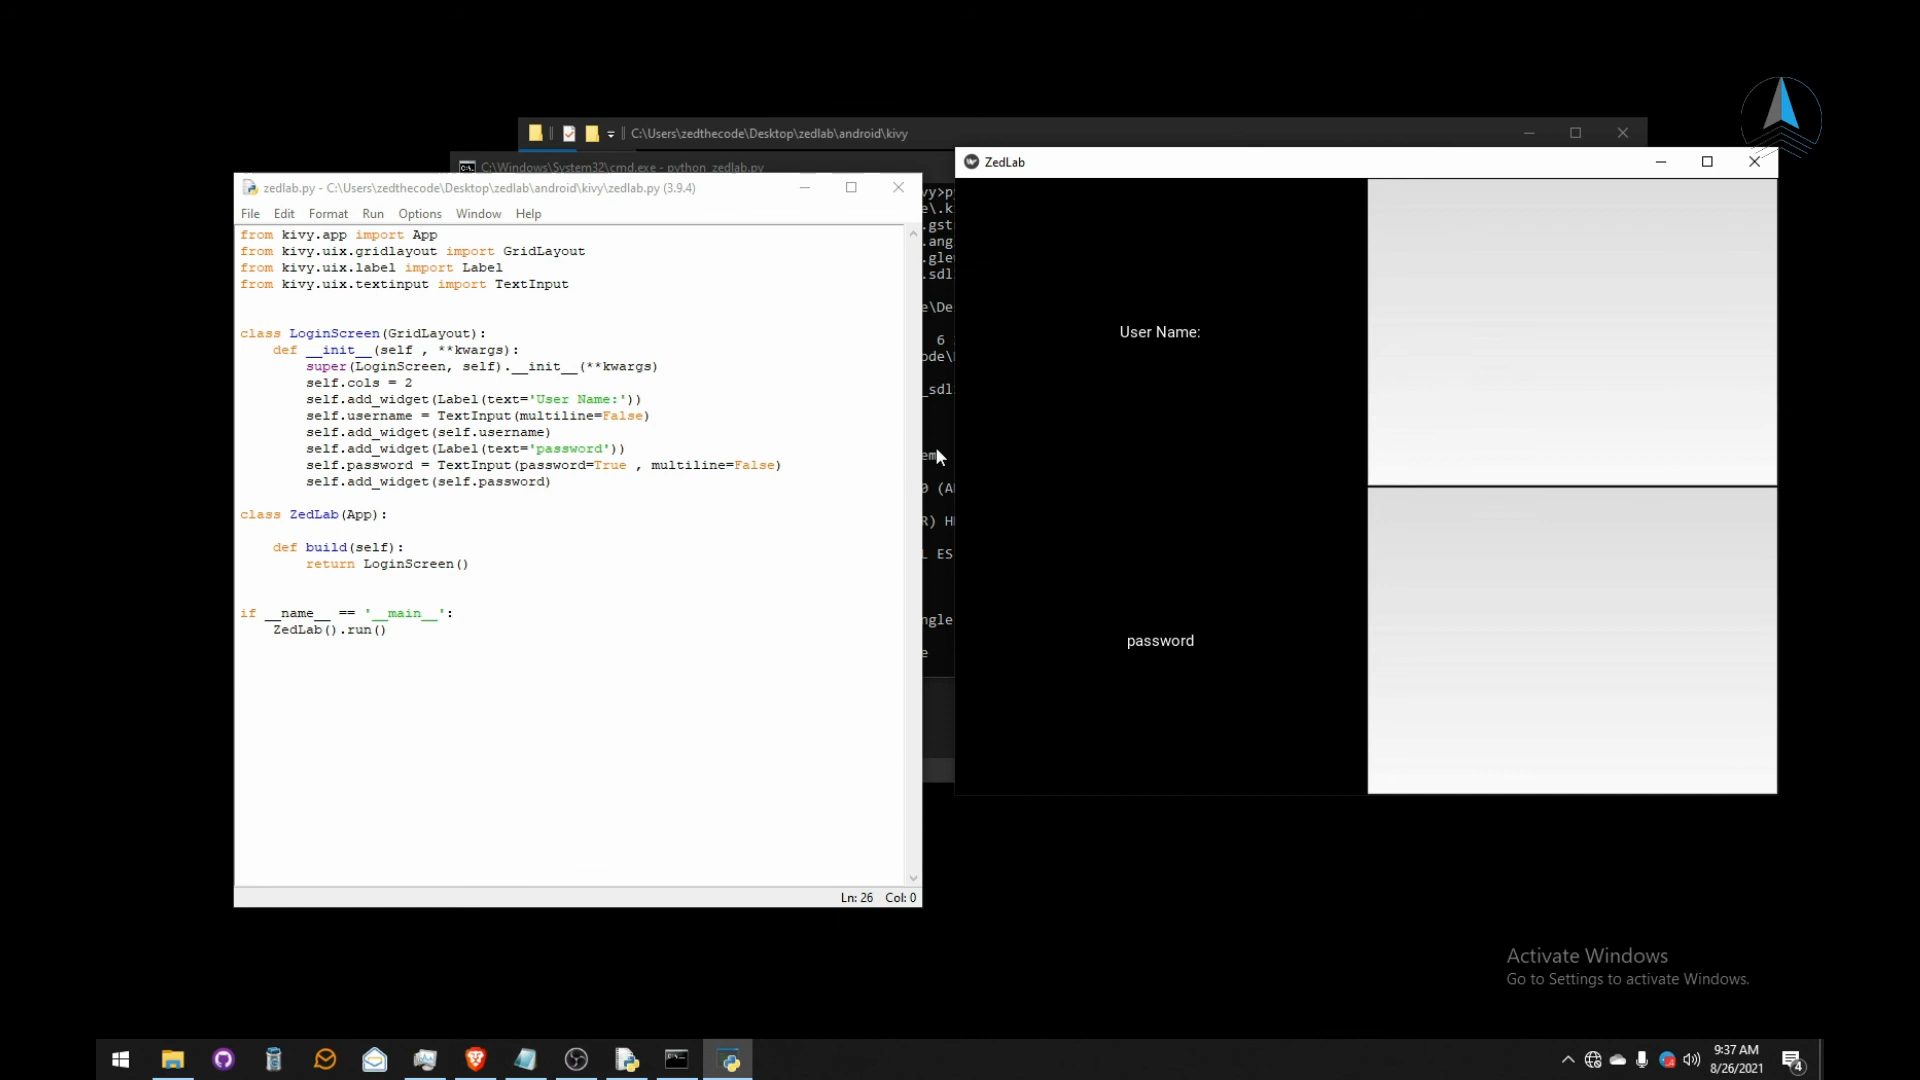 C:\Users\zedthecode\Desktop\zedlab\android\kivy
C:\Windows\System32\cmd.exe - python zedlab.py
ZedLab
zedlab.py - C:\Users\zedthecode\Desktop\zedlab\android\kivy\zedlab.py (3.9.4)
File Edit Format Run Options Window Help
from kivy.app import App
from kivy.uix.gridlayout import GridLayout
from kivy.uix.label import Label
from kivy.uix.textinput import TextInput
class LoginScreen(GridLayout):
def __init__(self , **kwargs):
super(LoginScreen, self).__init__(**kwargs)
self.cols = 2
self.add_widget(Label(text='User Name:'))
self.username = TextInput(multiline=False)
self.add_widget(self.username)
self.add_widget(Label(text='password'))
self.password = TextInput(password=True , multiline=False)
self.add_widget(self.password)
class ZedLab(App):
def build(self):
return LoginScreen()
if __name__ == '__main__':
ZedLab().run()
Ln: 26 Col: 0
User Name:
password
Activate Windows
Go to Settings to activate Windows.
9:37 AM
8/26/2021
4